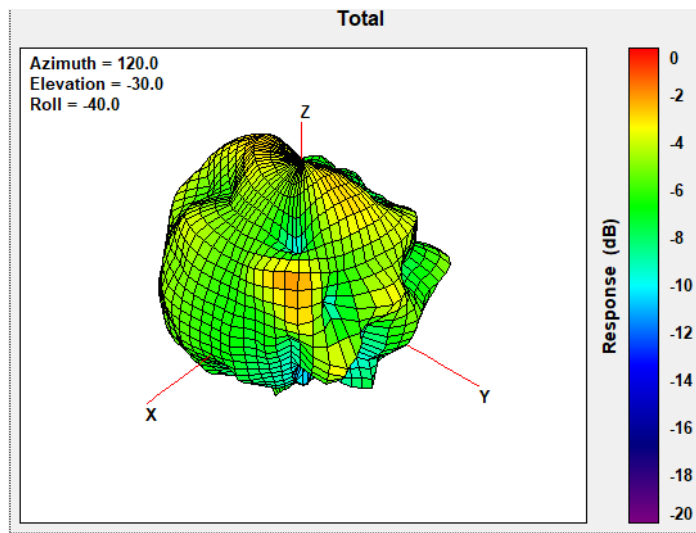 Total
Azimuth = 120.0
Elevation = -30.0
Roll = -40.0
Z
X
Y
Response (dB)
0
-2
-4
-6
-8
-10
-12
-14
-16
-18
-20